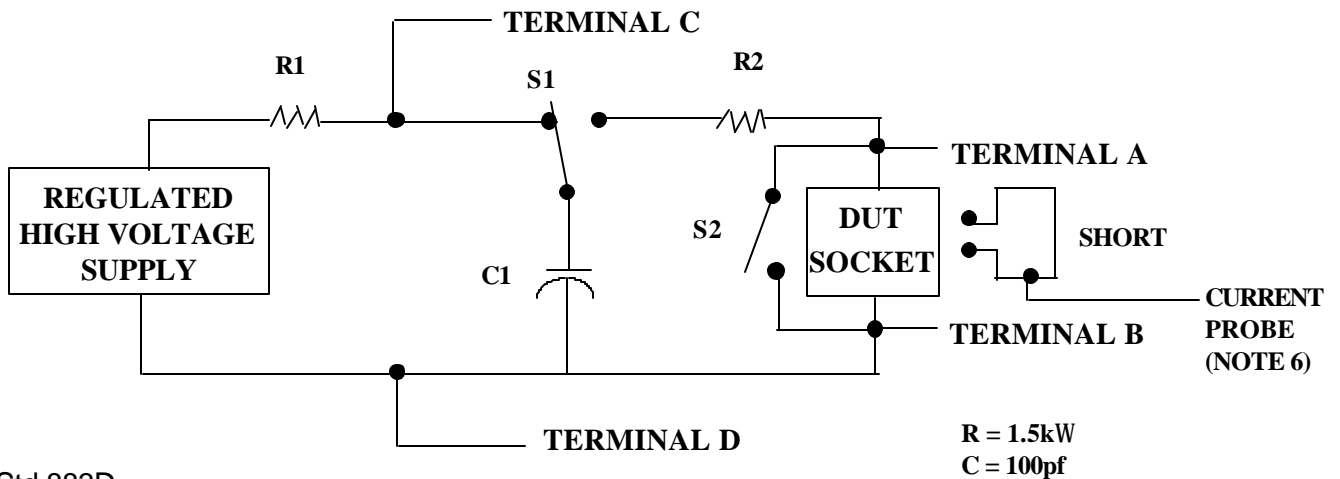 TERMINAL C
R1
S1
R2
TERMINAL A
REGULATED
HIGH VOLTAGE
SUPPLY
S2
DUT
SOCKET
SHORT
C1
CURRENT
PROBE
(NOTE 6)
TERMINAL B
TERMINAL D
R = 1.5kW
C = 100pf